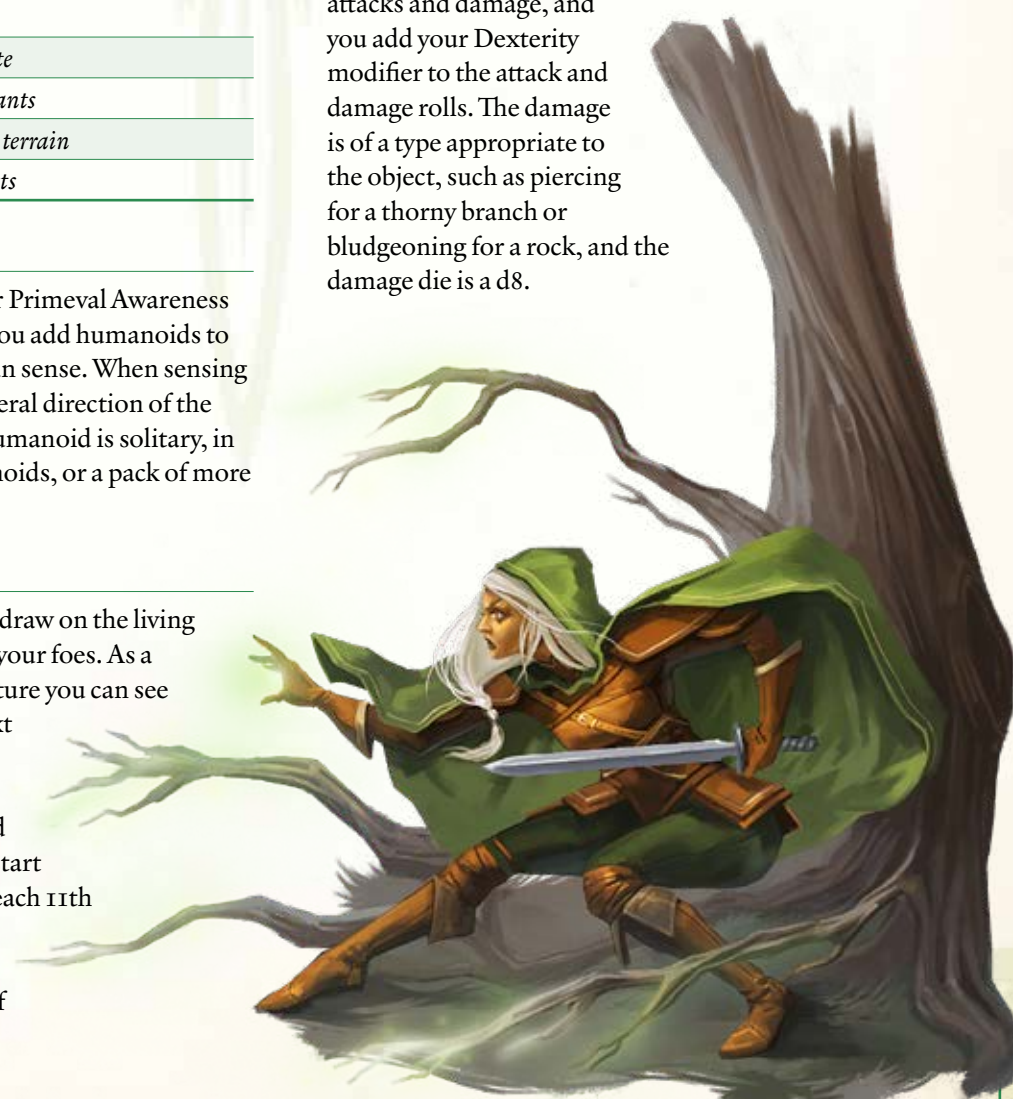 te
ants
terrain
ts
r Primeval Awareness
ou add humanoids to
n sense. When sensing
eral direction of the
umanoid is solitary, in
noids, or a pack of more
draw on the living
your foes. As a
ture you can see
xt
d
tart
each 11th
f
attacks and damage, and
you add your Dexterity
modifier to the attack and
damage rolls. The damage
is of a type appropriate to
the object, such as piercing
for a thorny branch or
bludgeoning for a rock, and the
damage die is a d8.